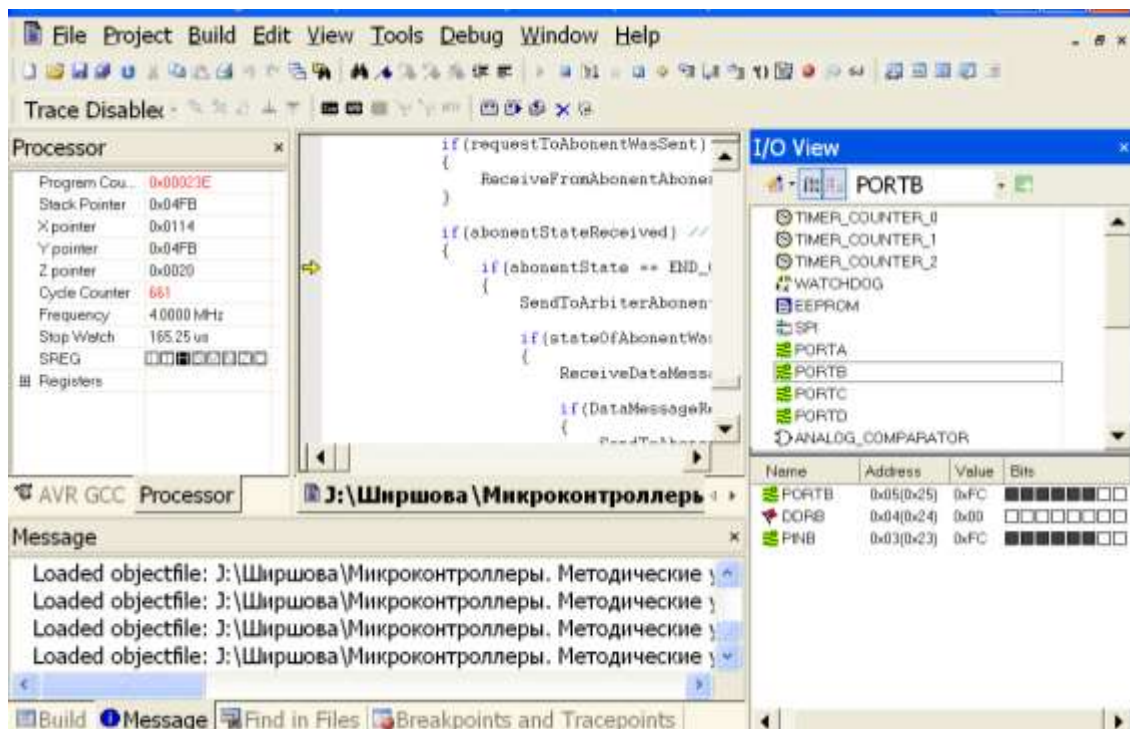 File Project Build Edit View Tools Debug Window Help
Trace Disablec
Processor
Program Cou... 0x00023E
Stack Pointer 0x04FB
X pointer 0x0114
Y pointer 0x04FB
Z pointer 0x0020
Cycle Counter 661
Frequency 4.0000 MHz
Stop Watch 165.25 us
SREG
Registers
AVR GCC Processor
if(requestToAbonentWasSent)
{
ReceiveFromAbonentAbone
}
if(abonentStateReceived) //
{
if(abonentState == END_
{
SendToArbiterAbonen
if(stateOfAbonentWa
{
ReceiveDataMess
if(DataMessageR
{
J:\Ширшова\Микроконтроллеры
I/O View
PORTB
TIMER_COUNTER_0
TIMER_COUNTER_1
TIMER_COUNTER_2
WATCHDOG
EEPROM
SPI
PORTA
PORTB
PORTC
PORTD
ANALOG_COMPARATOR
Name Address Value Bits
PORTB 0x05(0x25) 0xFC
DDRB 0x04(0x24) 0x00
PINB 0x03(0x23) 0xFC
Message
Loaded objectfile: J:\Ширшова\Микроконтроллеры. Методические у
Loaded objectfile: J:\Ширшова\Микроконтроллеры. Методические у
Loaded objectfile: J:\Ширшова\Микроконтроллеры. Методические у
Loaded objectfile: J:\Ширшова\Микроконтроллеры. Методические у
Build Message Find in Files Breakpoints and Tracepoints